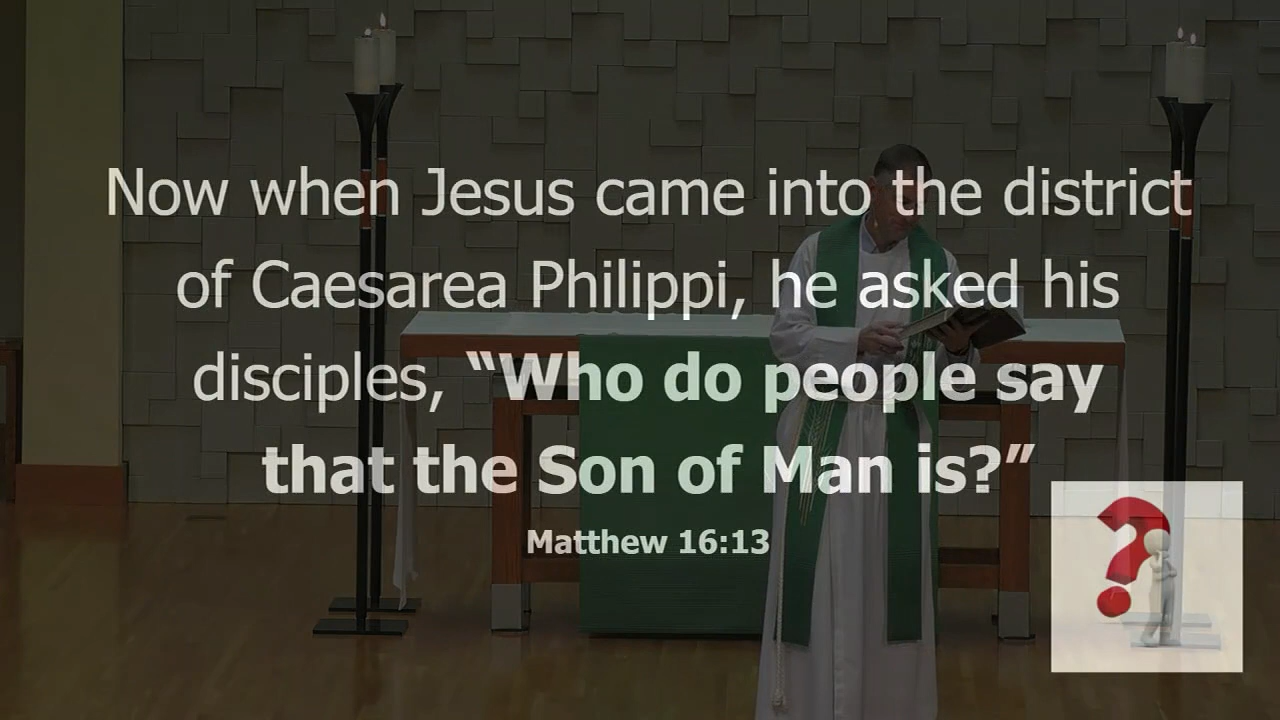 Now when Jesus came into the district
of Caesarea Philippi, he asked his
disciples, “Who do people say
that the Son of Man is?”
Matthew 16:13
?